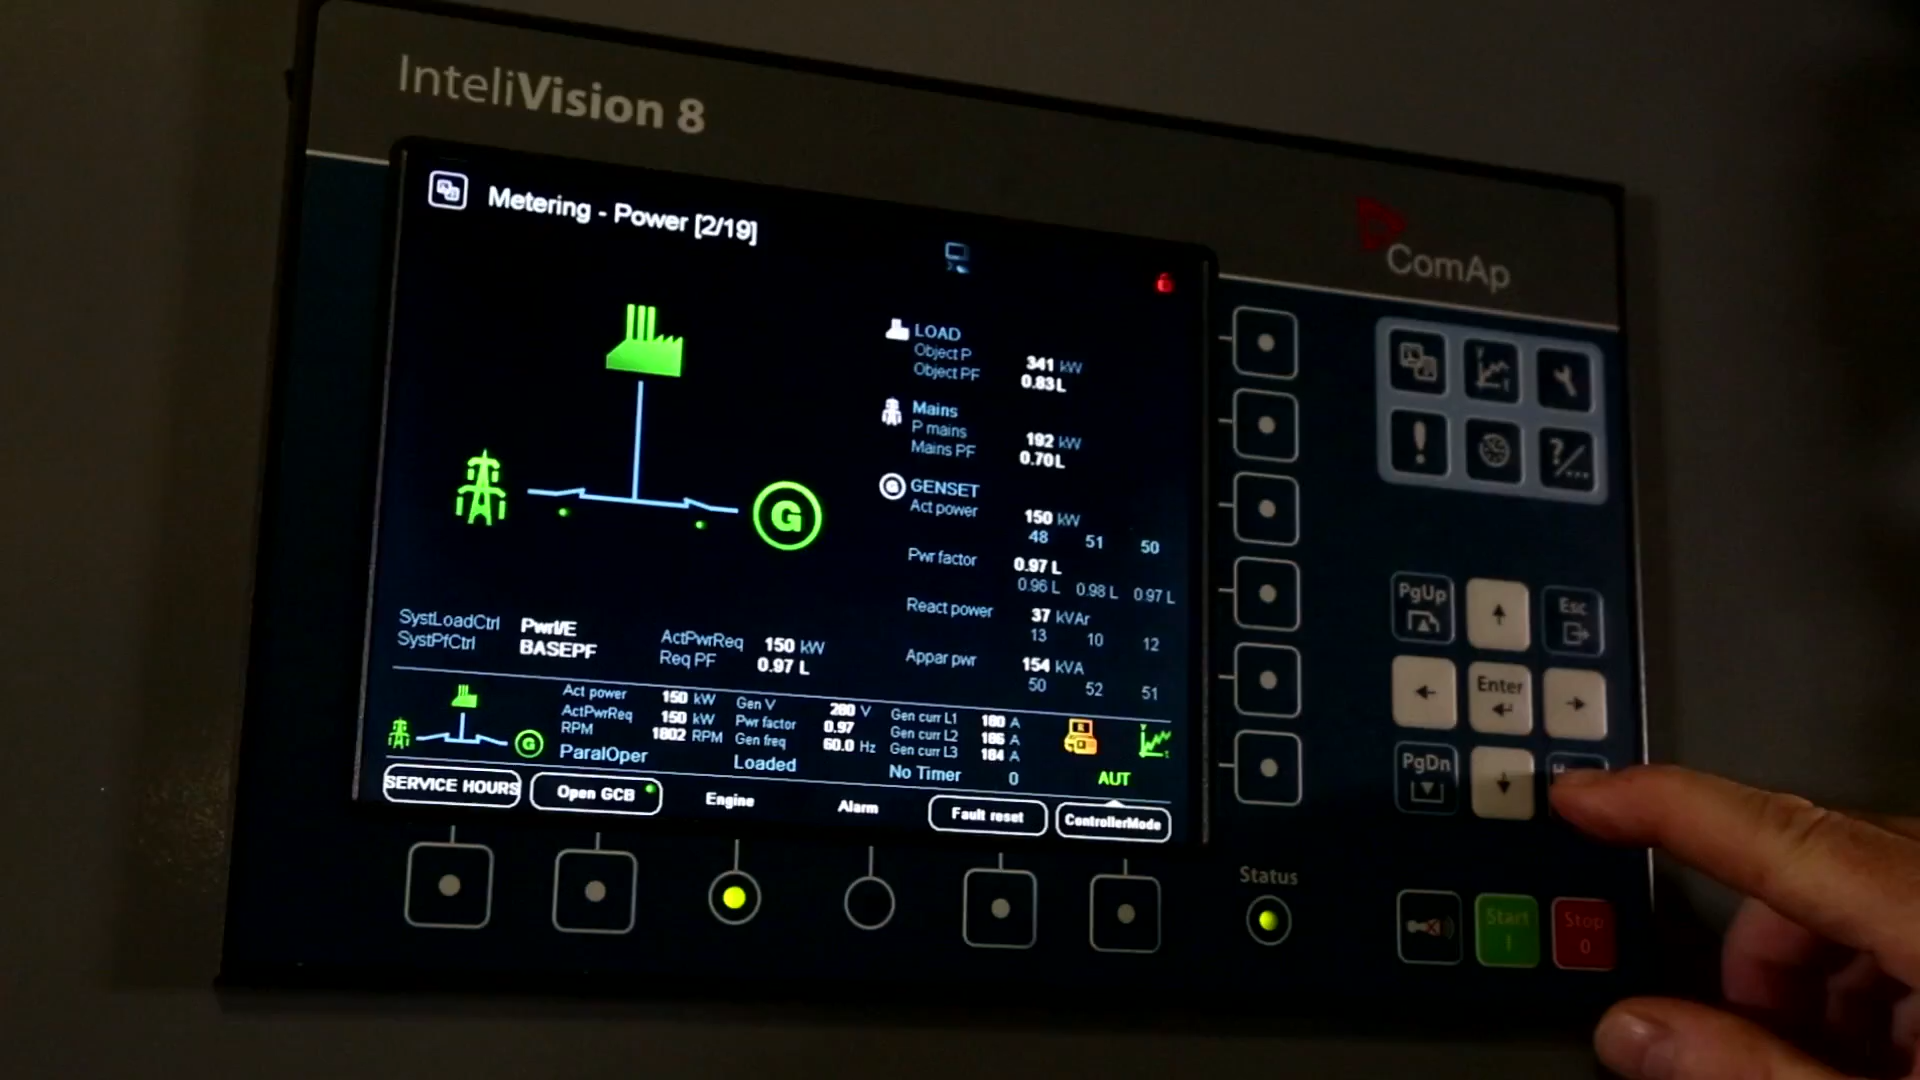 InteliVision 8
ComAp
Metering - Power [2/19]
LOAD
Object P 341 kW
Object PF 0.83 L
Mains
P mains 192 kW
Mains PF 0.70 L
G GENSET
Act power 150 kW
48 51 50
Pwr factor 0.97 L
0.96 L 0.98 L 0.97 L
React power 37 kVAr
13 10 12
Appar pwr 154 kVA
50 52 51
G
SystLoadCtrl PwrI/E ActPwrReq 150 kW
SystPfCtrl BASEPF Req PF 0.97 L
Act power 150 kW Gen V 280 V Gen curr L1 180 A
ActPwrReq 150 kW Pwr factor 0.97 Gen curr L2 186 A
RPM 1802 RPM Gen freq 60.0 Hz Gen curr L3 184 A
G ParalOper Loaded No Timer 0 AUT
SERVICE HOURS Open GCB Engine Alarm Fault reset ControllerMode
PgUp Esc
Enter
PgDn
Status
Start
I
Stop
0